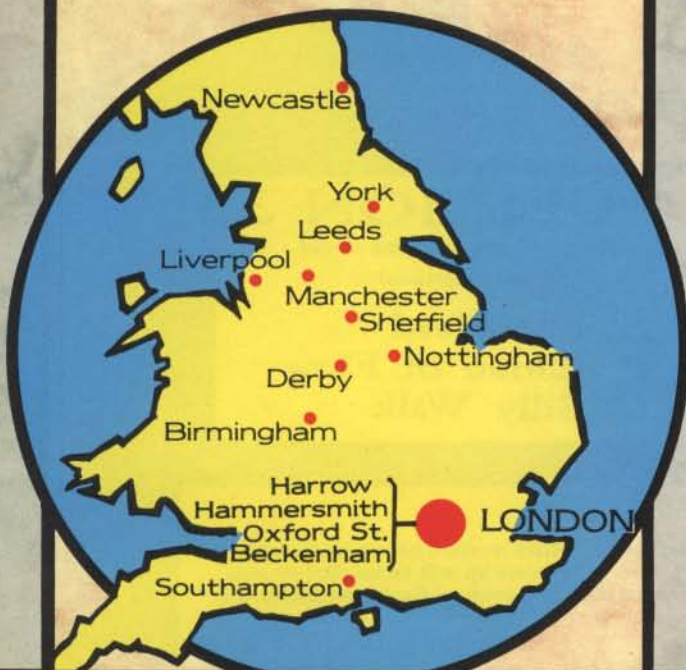 Newcastle
York
Leeds
Liverpool
Manchester
Sheffield
Nottingham
Derby
Birmingham
Harrow
Hammersmith
Oxford St.
Beckenham
LONDON
Southampton